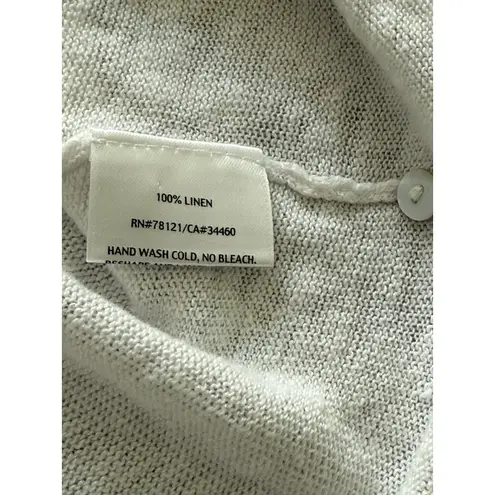 100% LINEN
RN#78121/CA#34460
HAND WASH COLD, NO BLEACH.